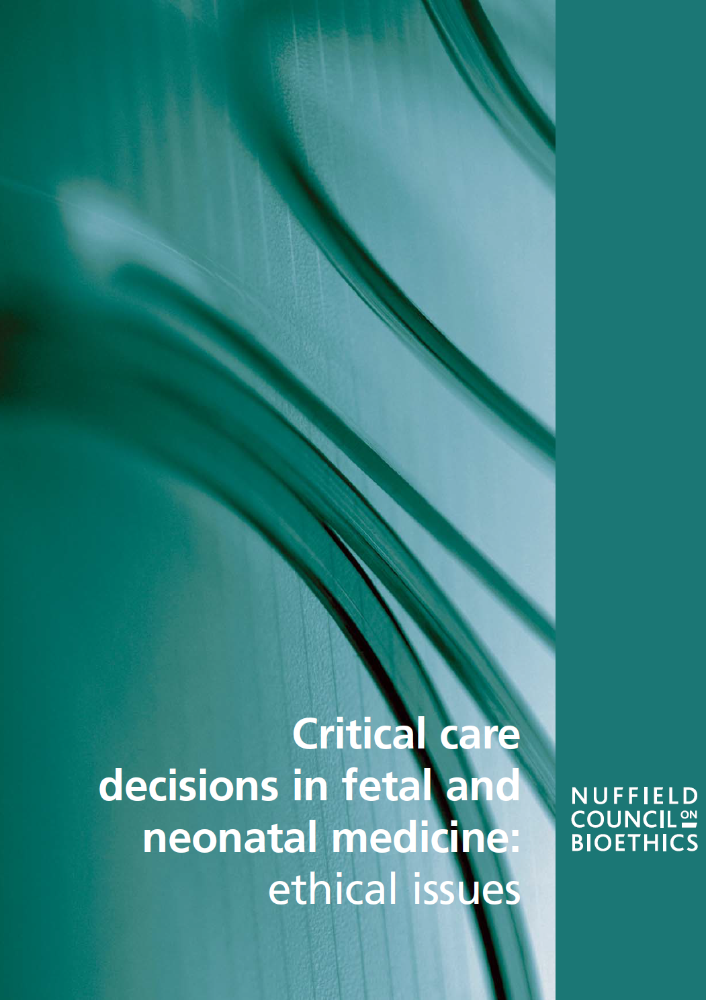 Critical care
decisions in fetal and
neonatal medicine:
ethical issues
NUFFIELD
COUNCIL ON
BIOETHICS